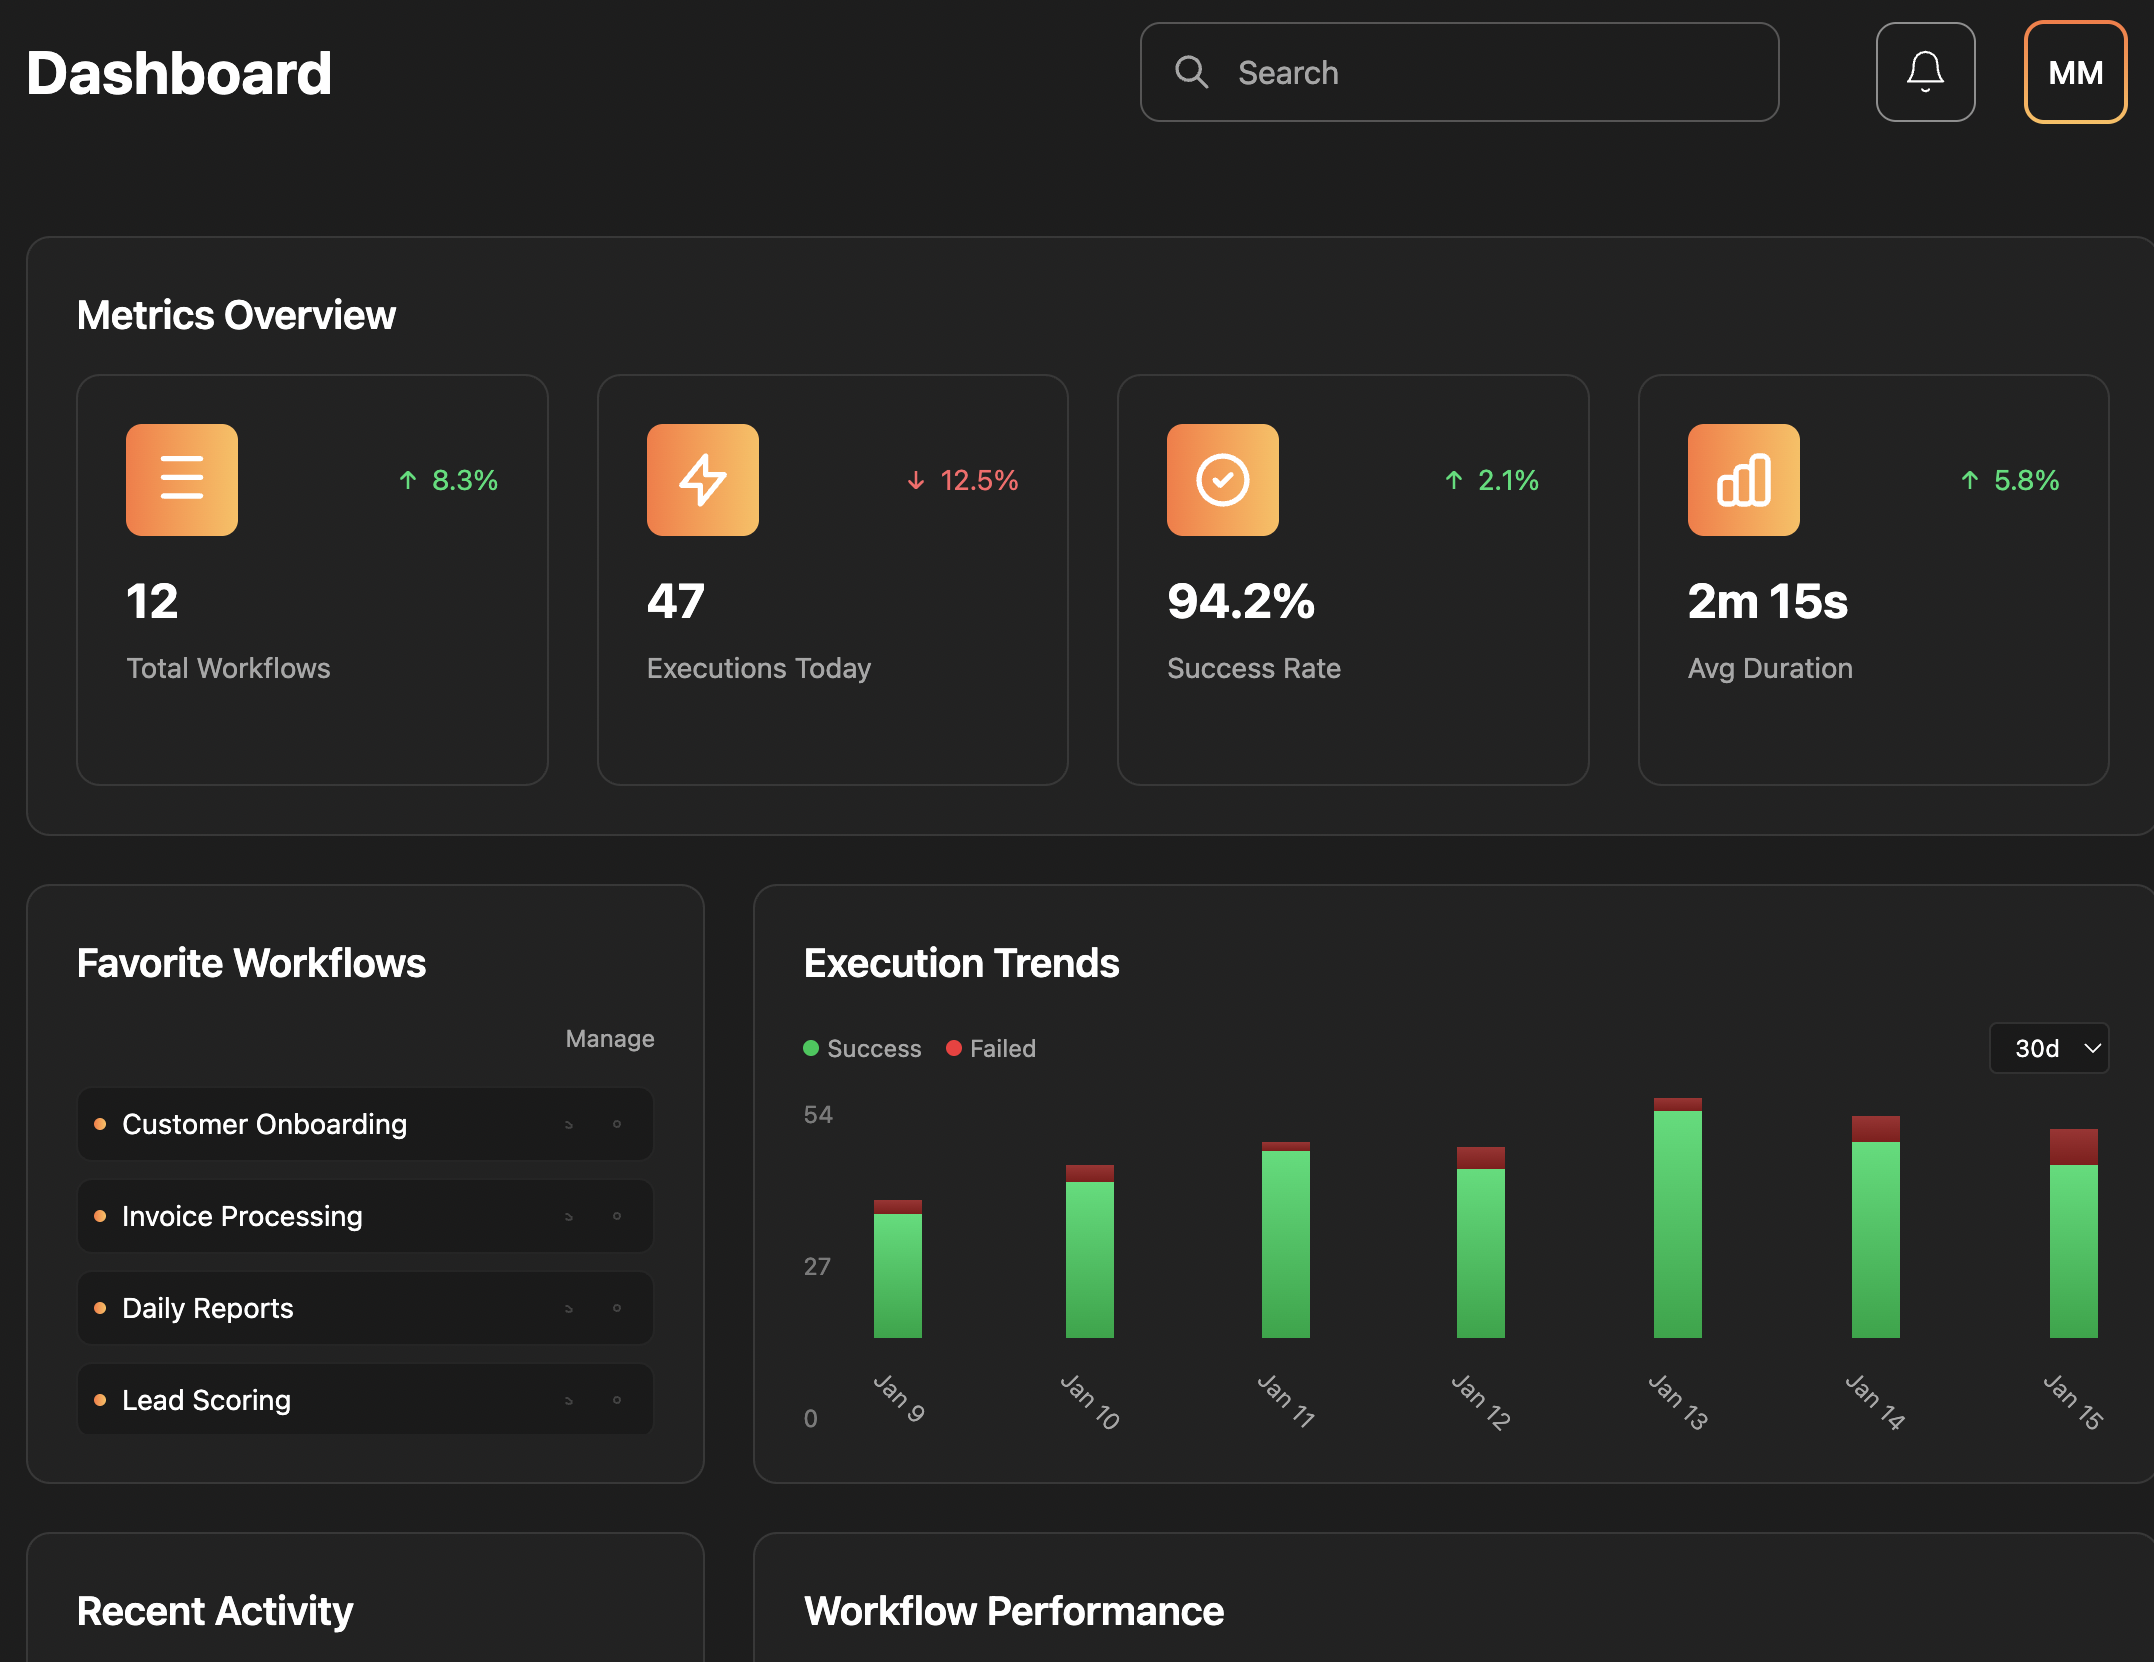 Dashboard
Search
MM
Metrics Overview
8.3%
12
Total Workflows
12.5%
47
Executions Today
2.1%
94.2%
Success Rate
5.8%
2m 15s
Avg Duration
Favorite Workflows
Manage
Customer Onboarding
Invoice Processing
Daily Reports
Lead Scoring
Execution Trends
Success Failed
30d
54
27
0
Jan 9
Jan 10
Jan 11
Jan 12
Jan 13
Jan 14
Jan 15
Recent Activity
Workflow Performance